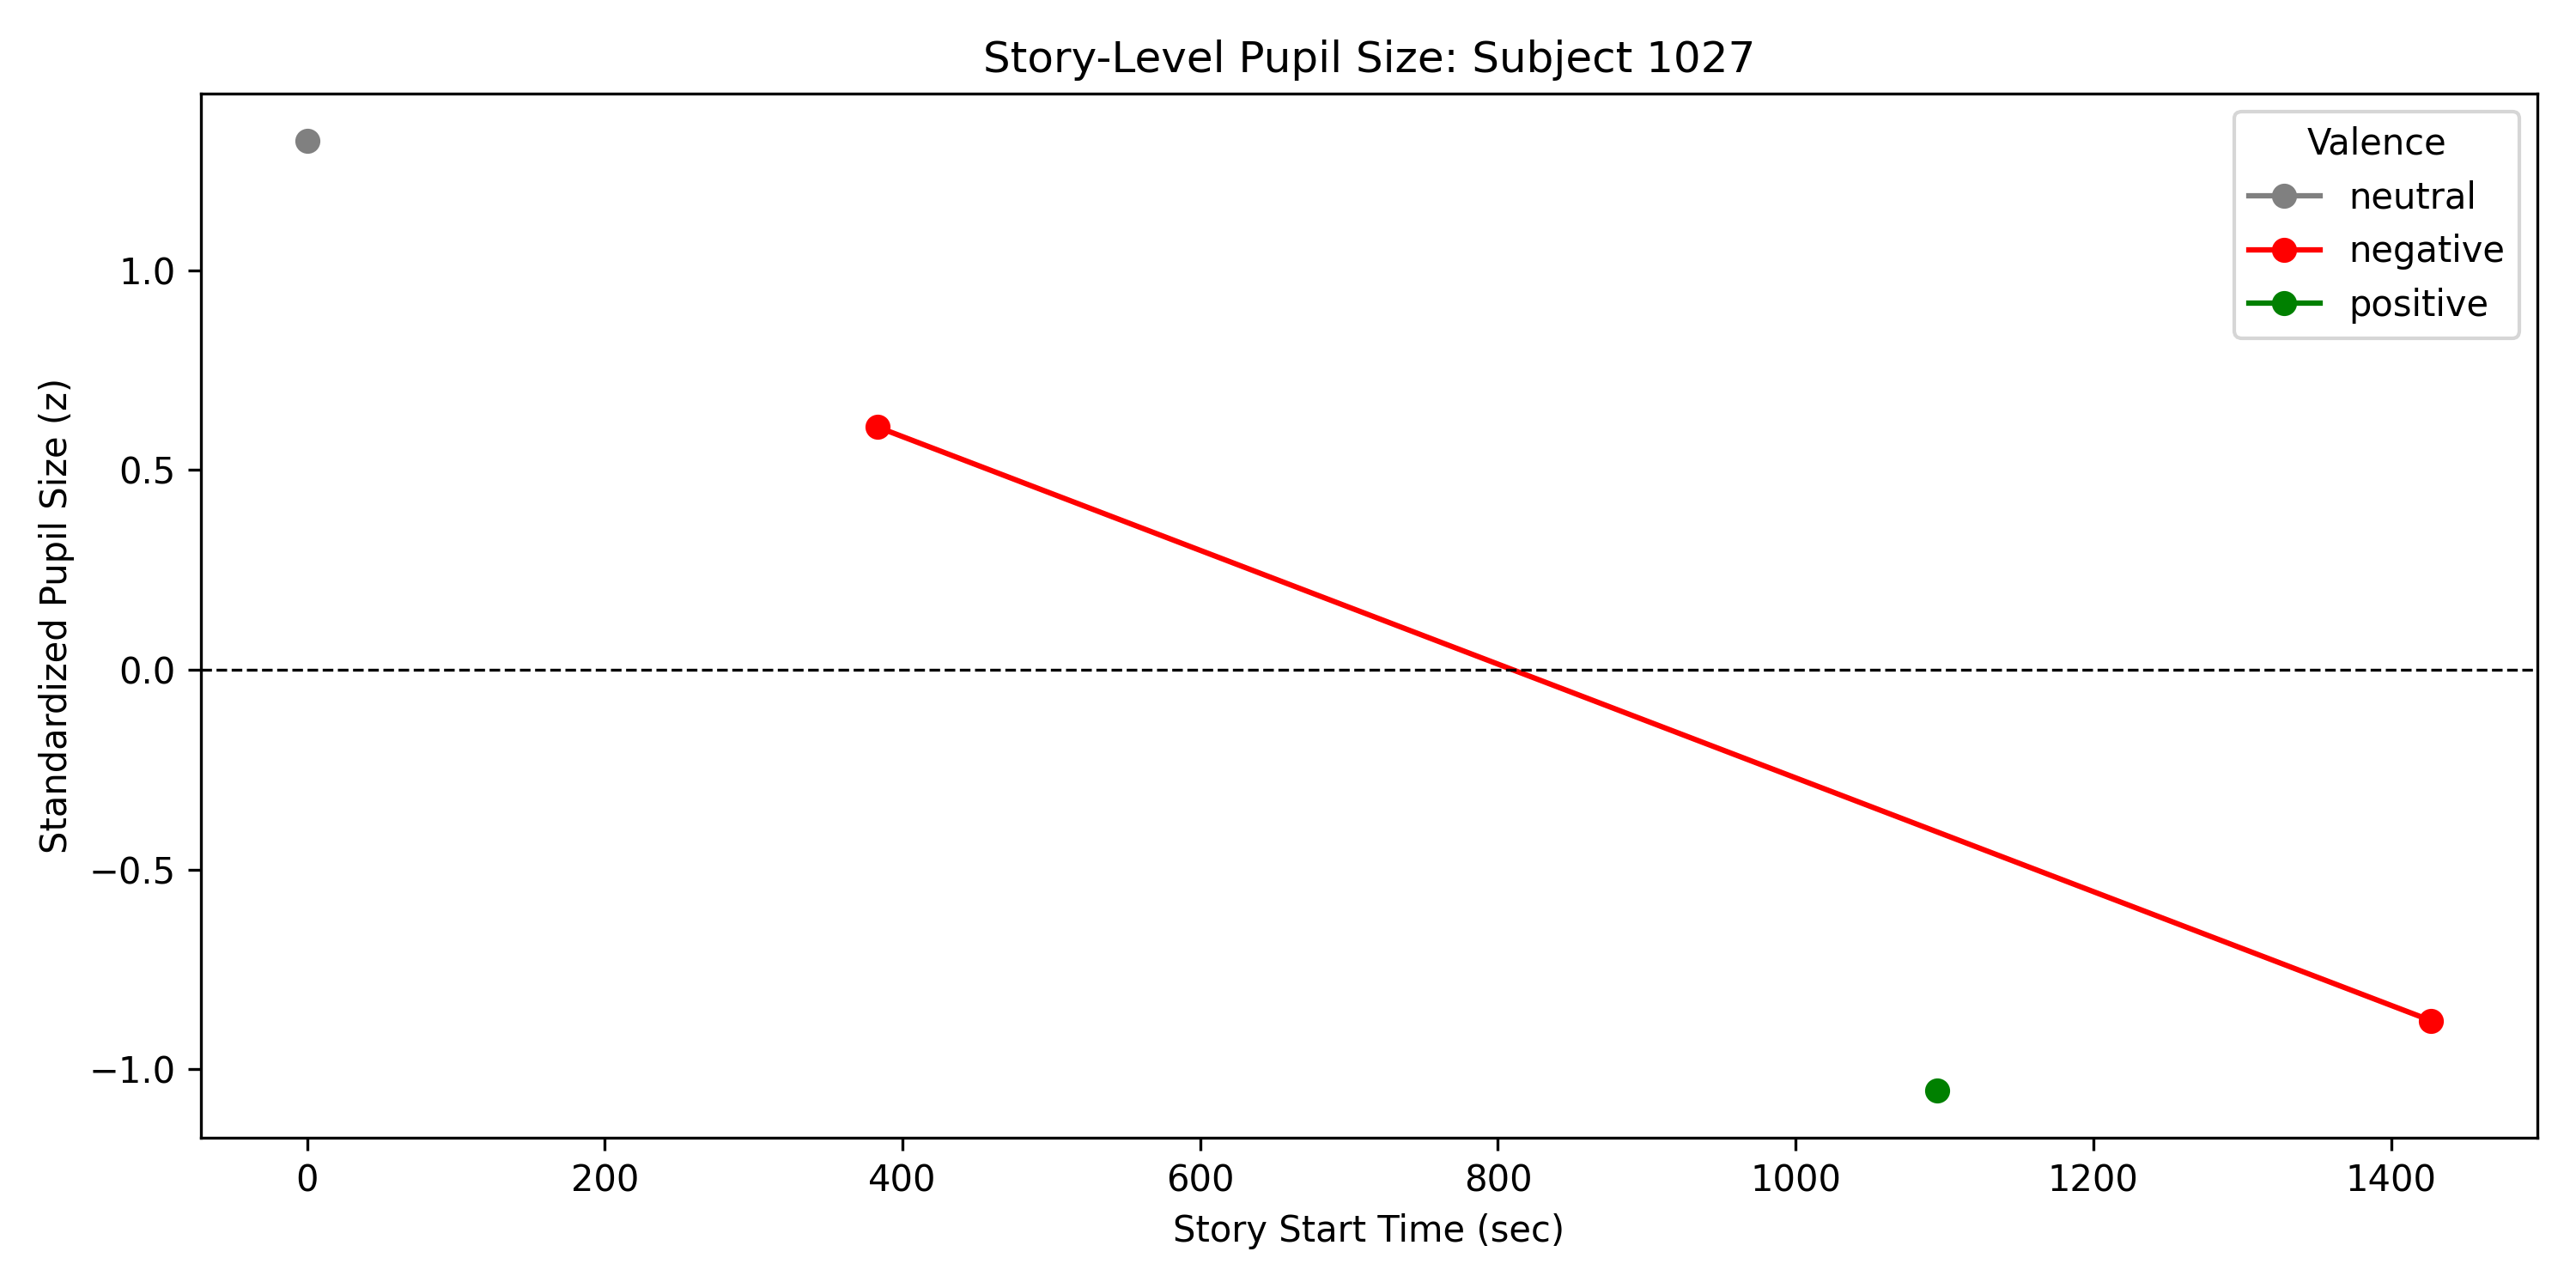 Story-Level Pupil Size: Subject 1027
Valence
neutral
negative
positive
Standardized Pupil Size (z)
1.0
0.5
0.0
−0.5
−1.0
0 200 400 600 800 1000 1200 1400
Story Start Time (sec)